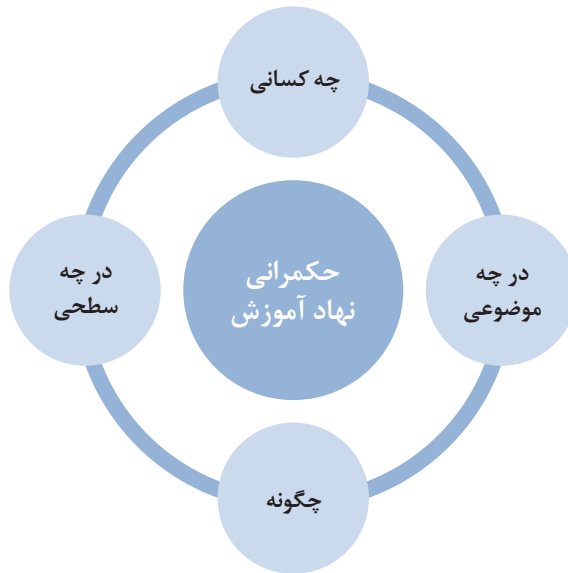 چه کسانی
در چه
موضوعی
حکمرانی
نهاد آموزش
در چه
سطحی
چگونه